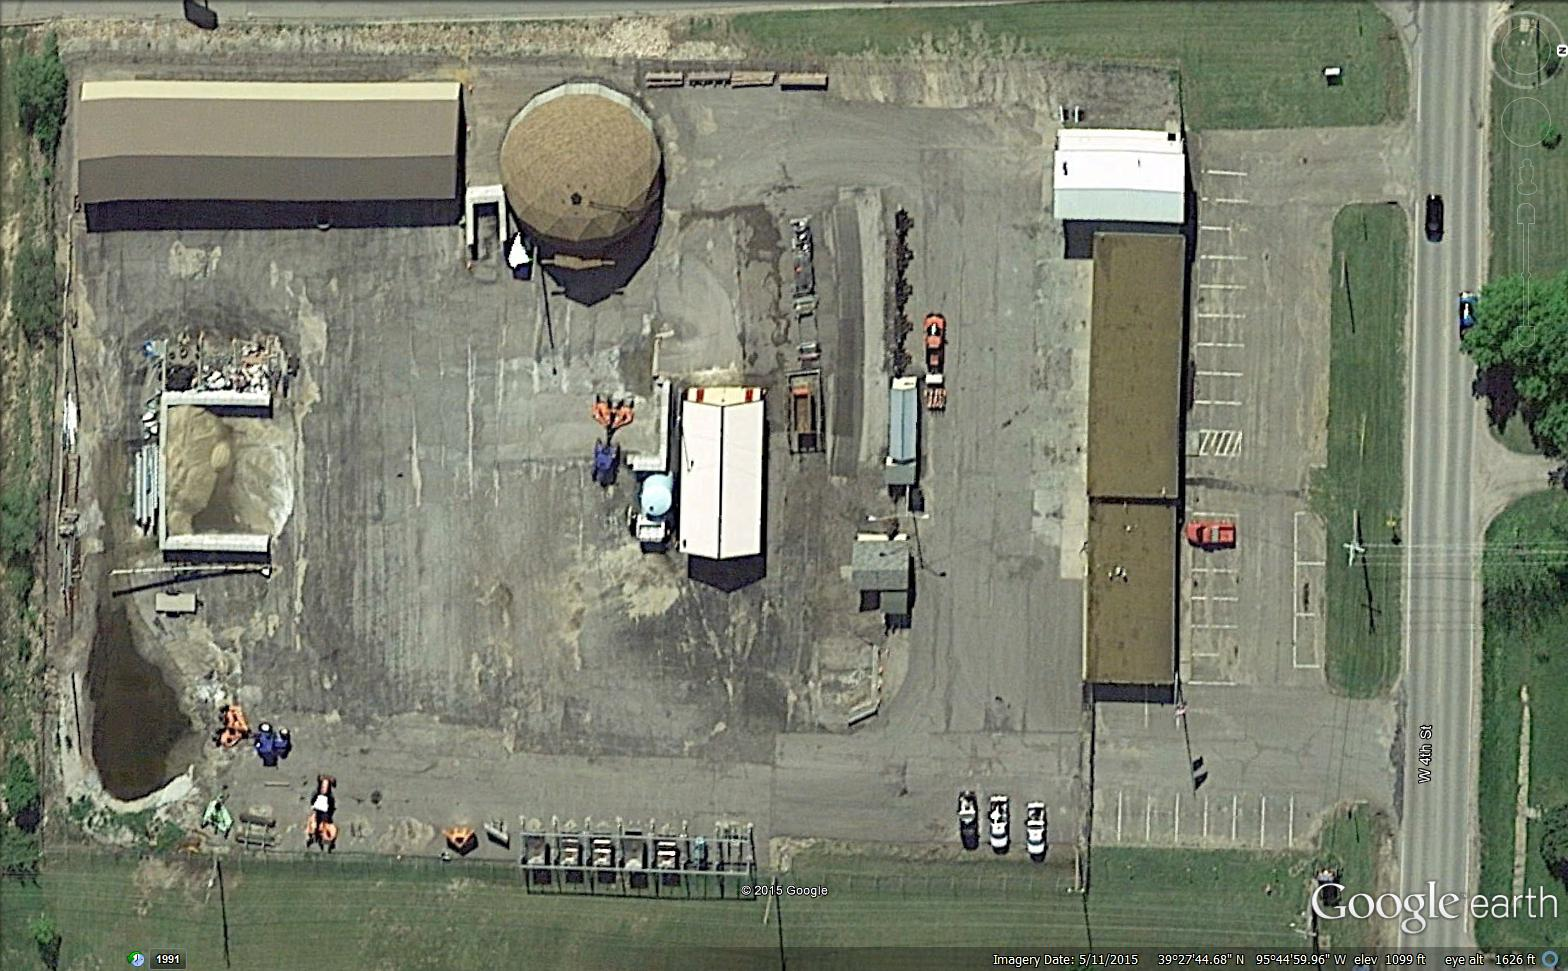 N
W 4th St
© 2015 Google
Google earth
1991
Imagery Date: 5/11/2015 39°27'44.68" N 95°44'59.96" W elev 1099 ft eye alt 1626 ft